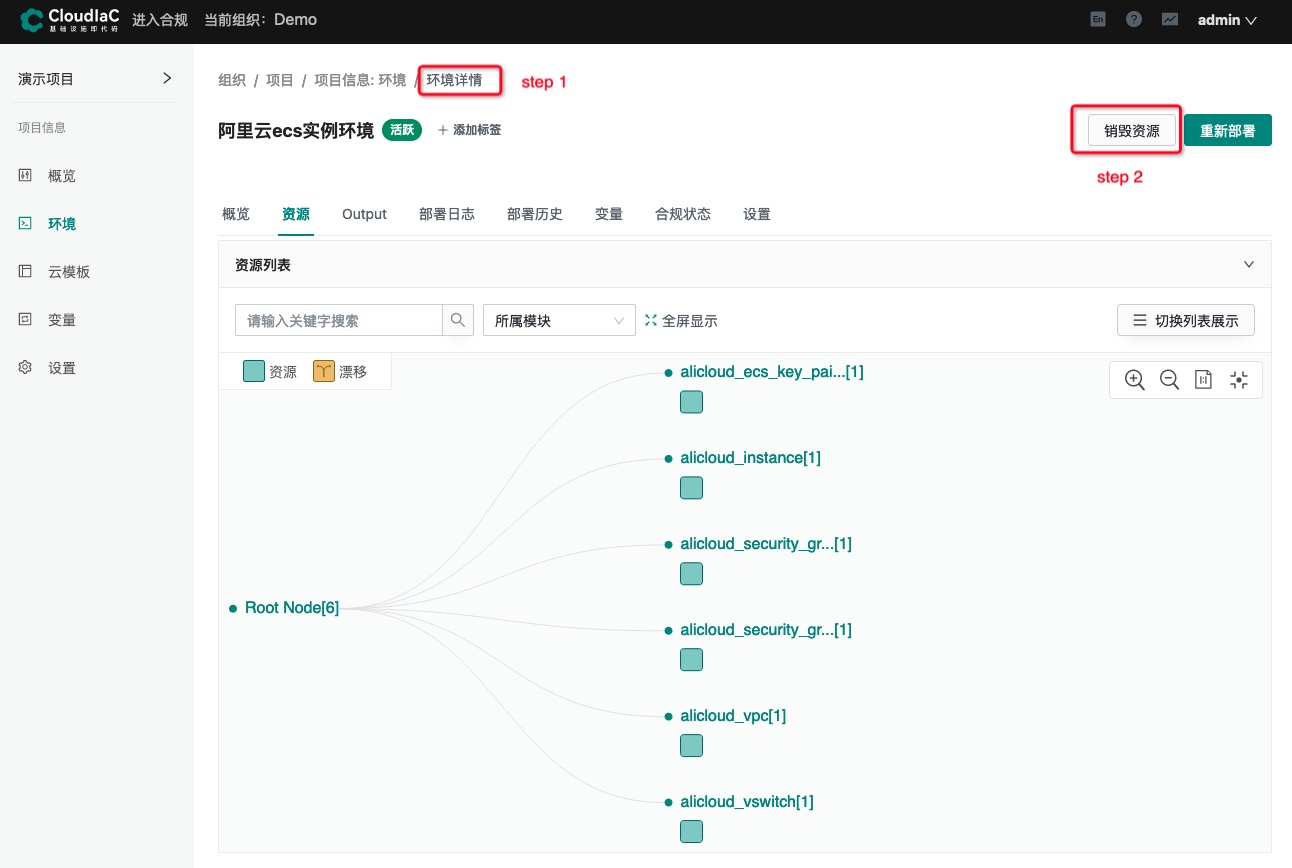 CloudIaC 进入合规 当前组织：Demo En ? admin
基础设施即代码
演示项目
项目信息
概览
环境
云模板
变量
设置
组织 / 项目 / 项目信息: 环境 / 环境详情 step 1
阿里云ecs实例环境 活跃 + 添加标签 销毁资源 重新部署
step 2
概览 资源 Output 部署日志 部署历史 变量 合规状态 设置
资源列表
请输入关键字搜索 所属模块 全屏显示 切换列表展示
资源 漂移
alicloud_ecs_key_pai...[1]
alicloud_instance[1]
alicloud_security_gr...[1]
Root Node[6]
alicloud_security_gr...[1]
alicloud_vpc[1]
alicloud_vswitch[1]